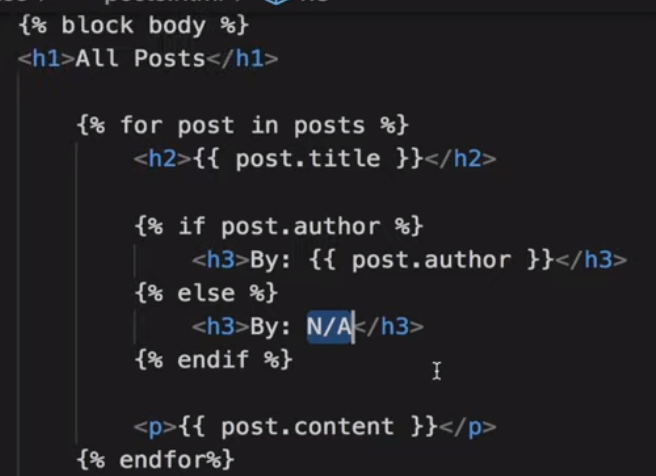 {% block body %}
<h1>All Posts</h1>
{% for post in posts %}
<h2>{{ post.title }}</h2>
{% if post.author %}
<h3>By: {{ post.author }}</h3>
{% else %}
<h3>By: N/A</h3>
{% endif %}
<p>{{ post.content }}</p>
{% endfor%}